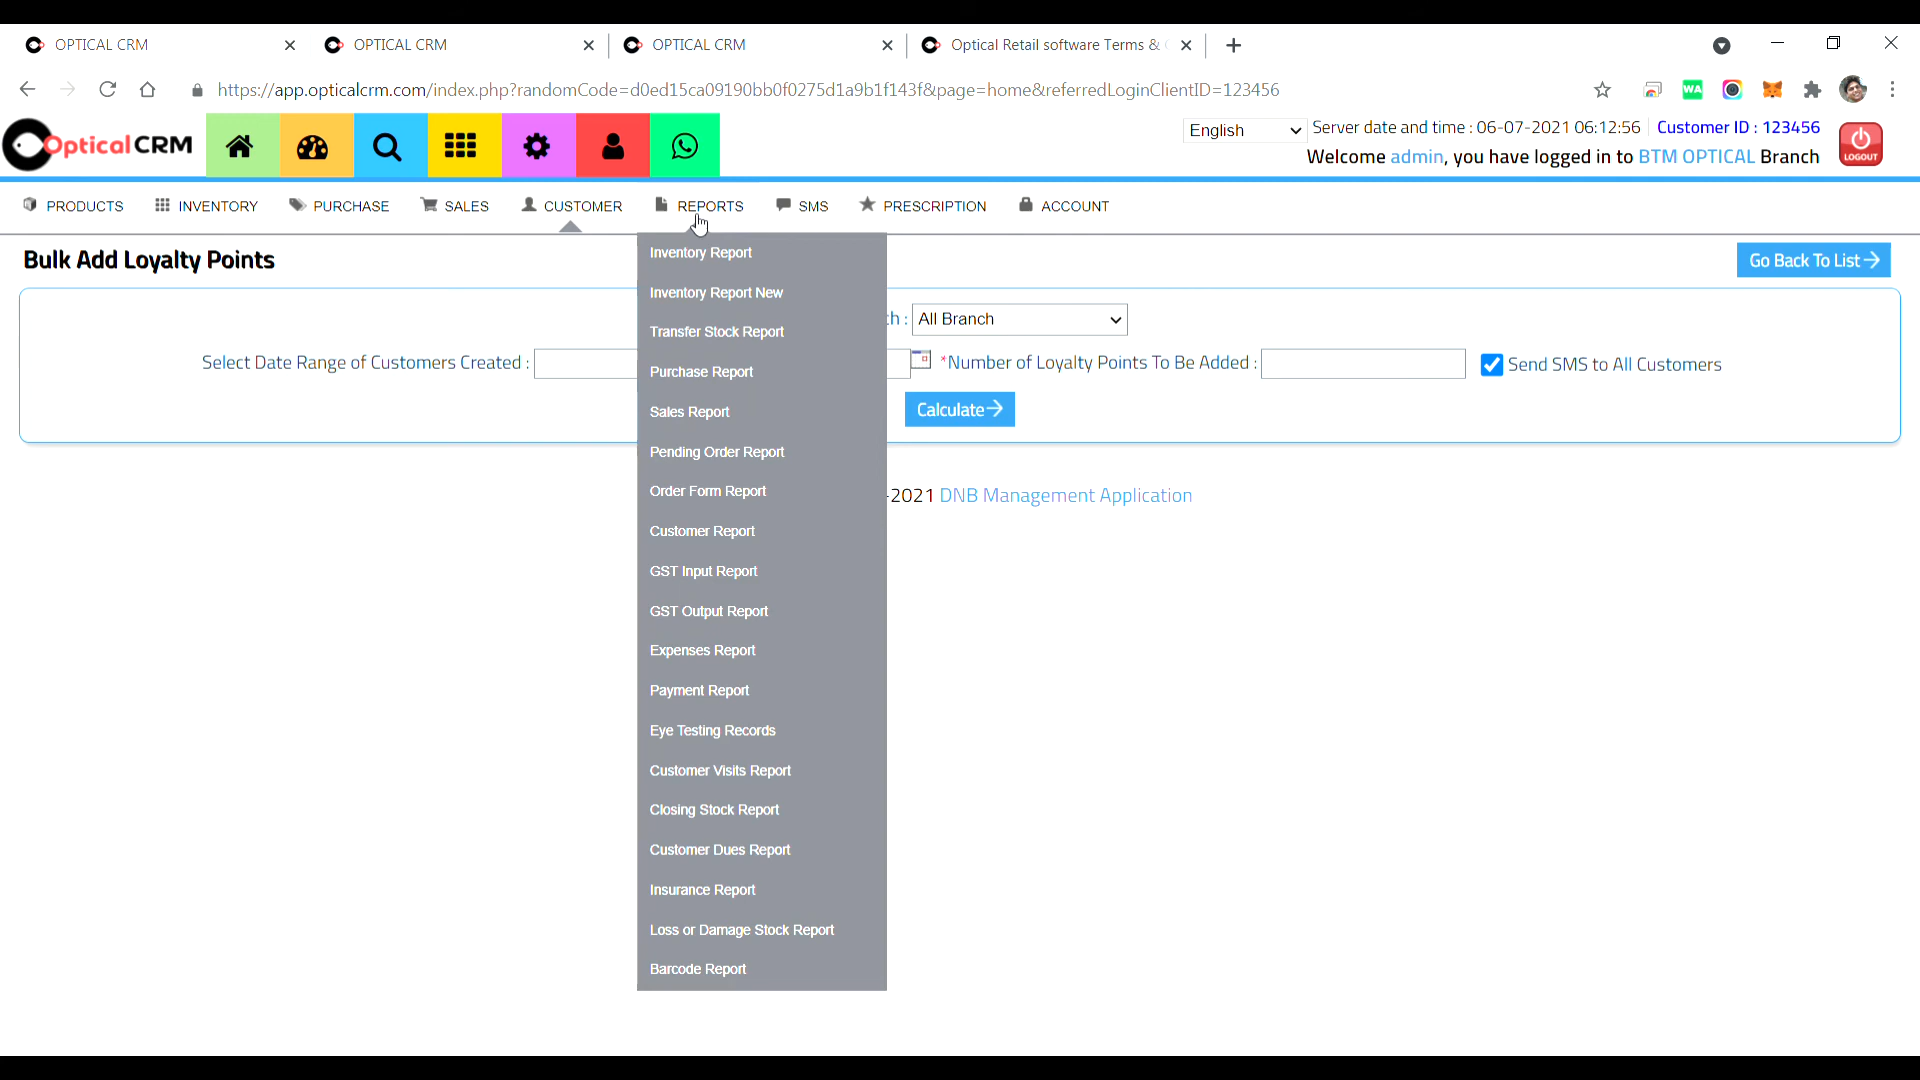 OPTICAL CRM
OPTICAL CRM
OPTICAL CRM
Optical Retail software Terms &
https://app.opticalcrm.com/index.php?randomCode=d0ed15ca09190bb0f0275d1a9b1f143f&page=home&referredLoginClientID=123456
WA
OpticalCRM
English
Server date and time : 06-07-2021 06:12:56
Customer ID : 123456
Welcome admin, you have logged in to BTM OPTICAL Branch
LOGOUT
PRODUCTS
INVENTORY
PURCHASE
SALES
CUSTOMER
REPORTS
SMS
PRESCRIPTION
ACCOUNT
Bulk Add Loyalty Points
Go Back To List
h : All Branch
Select Date Range of Customers Created :
*Number of Loyalty Points To Be Added :
Send SMS to All Customers
Calculate
-2021 DNB Management Application
Inventory Report
Inventory Report New
Transfer Stock Report
Purchase Report
Sales Report
Pending Order Report
Order Form Report
Customer Report
GST Input Report
GST Output Report
Expenses Report
Payment Report
Eye Testing Records
Customer Visits Report
Closing Stock Report
Customer Dues Report
Insurance Report
Loss or Damage Stock Report
Barcode Report